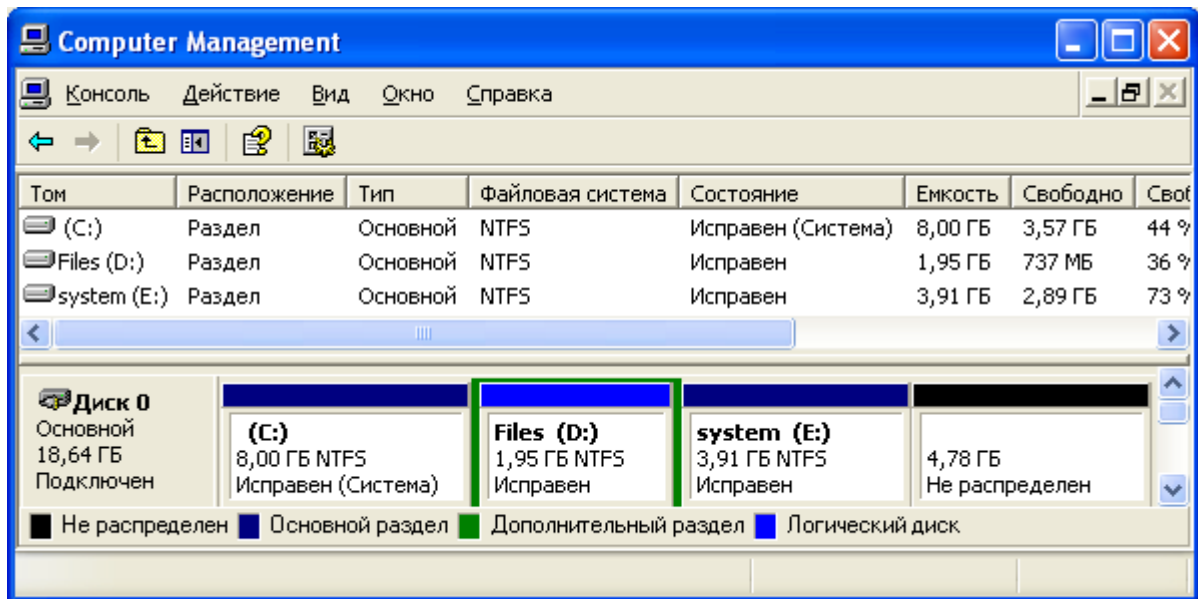 Computer Management
Консоль Действие Вид Окно Справка
Том Расположение Тип Файловая система Состояние Емкость Свободно Своб
(C:) Раздел Основной NTFS Исправен (Система) 8,00 ГБ 3,57 ГБ 44 %
Files (D:) Раздел Основной NTFS Исправен 1,95 ГБ 737 МБ 36 %
system (E:) Раздел Основной NTFS Исправен 3,91 ГБ 2,89 ГБ 73 %
Диск 0
Основной
18,64 ГБ
Подключен
(C:)
8,00 ГБ NTFS
Исправен (Система)
Files (D:)
1,95 ГБ NTFS
Исправен
system (E:)
3,91 ГБ NTFS
Исправен
4,78 ГБ
Не распределен
Не распределен Основной раздел Дополнительный раздел Логический диск